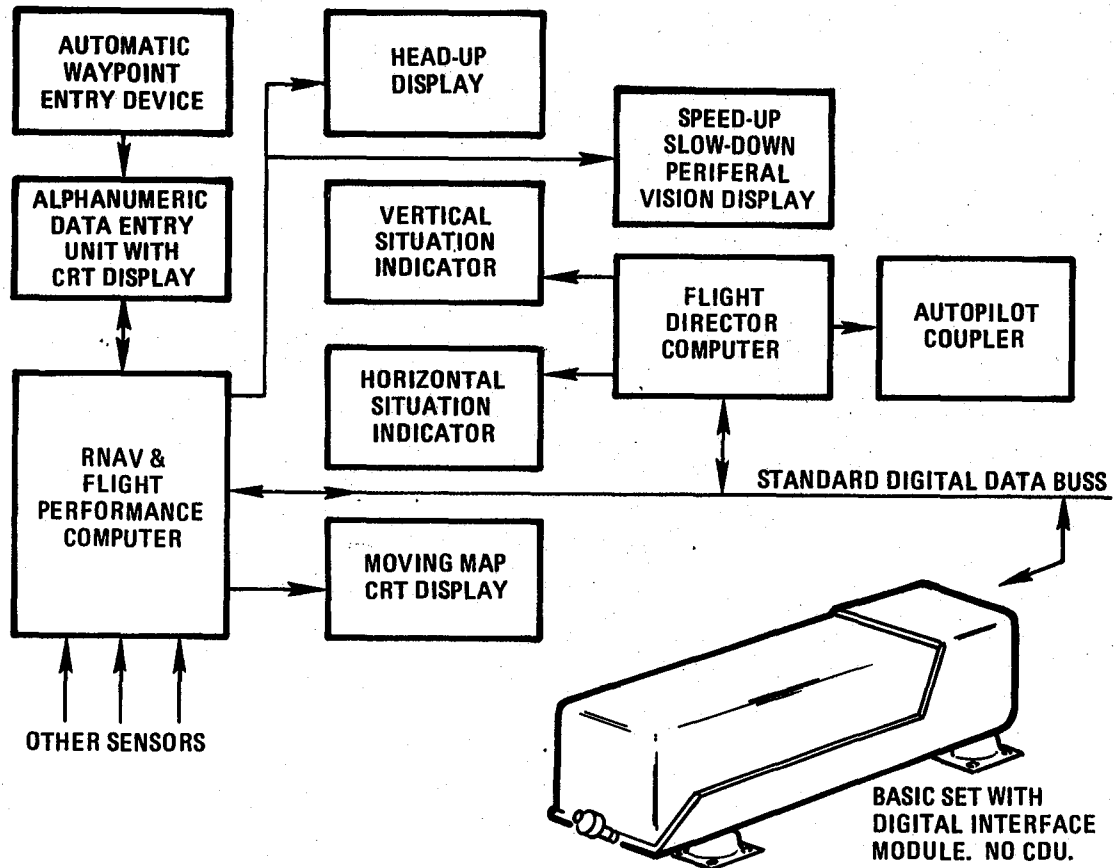 AUTOMATIC
WAYPOINT
ENTRY DEVICE
HEAD-UP
DISPLAY
SPEED-UP
SLOW-DOWN
PERIFERAL
VISION DISPLAY
ALPHANUMERIC
DATA ENTRY
UNIT WITH
CRT DISPLAY
VERTICAL
SITUATION
INDICATOR
FLIGHT
DIRECTOR
COMPUTER
AUTOPILOT
COUPLER
HORIZONTAL
SITUATION
INDICATOR
RNAV &
FLIGHT
PERFORMANCE
COMPUTER
STANDARD DIGITAL DATA BUSS
MOVING MAP
CRT DISPLAY
OTHER SENSORS
BASIC SET WITH
DIGITAL INTERFACE
MODULE. NO CDU.